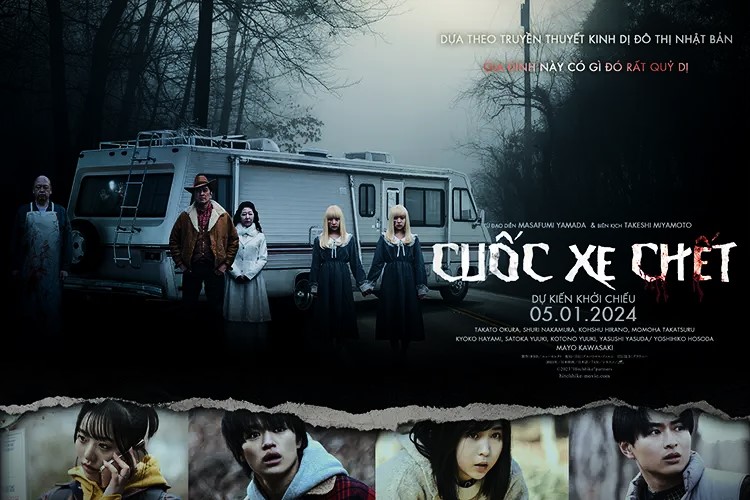 DỰA THEO TRUYỀN THUYẾT KINH DỊ ĐÔ THỊ NHẬT BẢN
GIA ĐÌNH NÀY CÓ GÌ ĐÓ RẤT QUỶ DỊ
ĐẠO DIỄN MASAFUMI YAMADA & BIÊN KỊCH TAKESHI MIYAMOTO
CUỐC XE CHẾT
DỰ KIẾN KHỞI CHIẾU
05.01.2024
TAKATO OKURA, SHURI NAKAMURA, KOHSHU HIRANO, MOMOHA TAKATSURU
KYOKO HAYAMI, SATOKA YUUKI, KOTONO YUUKI, YASUSHI YASUDA/ YOSHIHIKO HOSODA
MAYO KAWASAKI